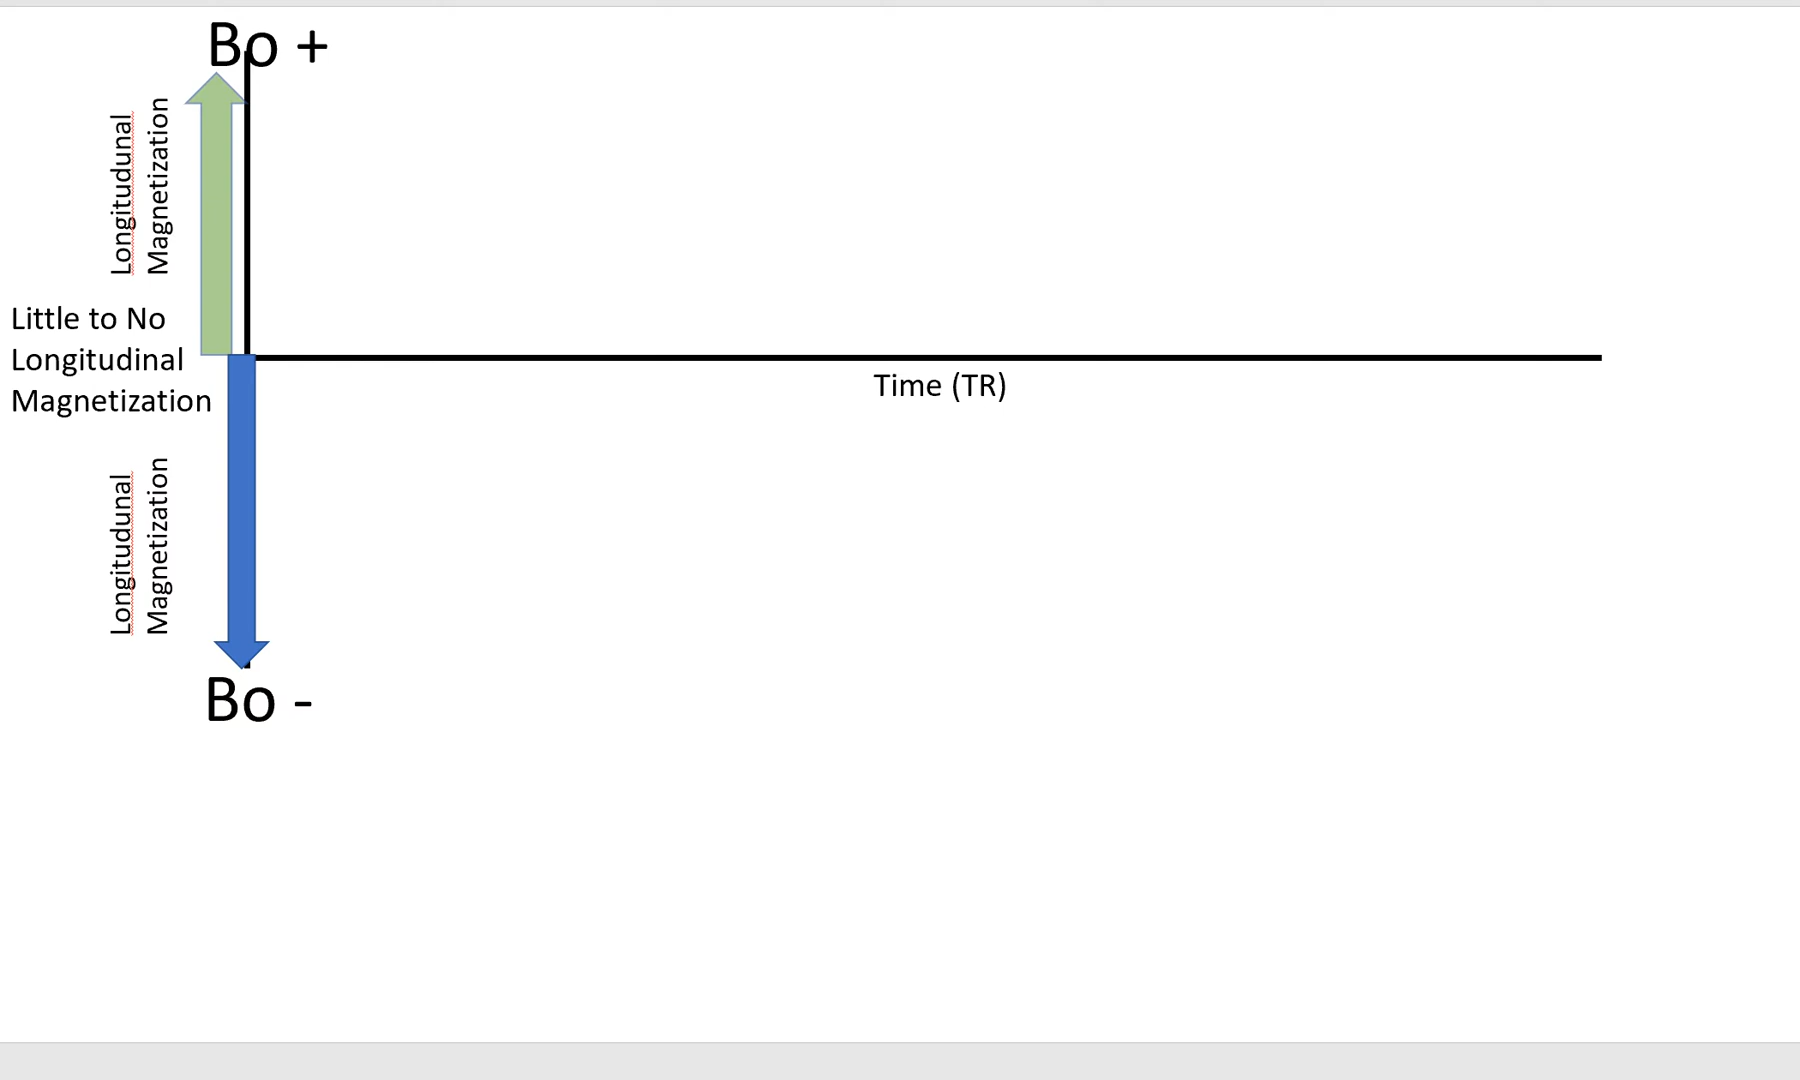 Bo +
Longitudunal
Magnetization
Little to No
Longitudinal
Magnetization
Time (TR)
Longitudunal
Magnetization
Bo -